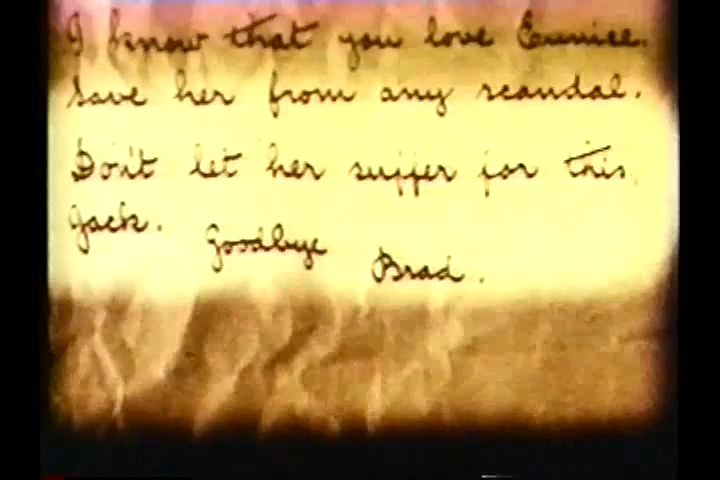 I know that you love Eunice.
Save her from any scandal.
Don't let her suffer for this,
Jack.
Goodbye
Brad.